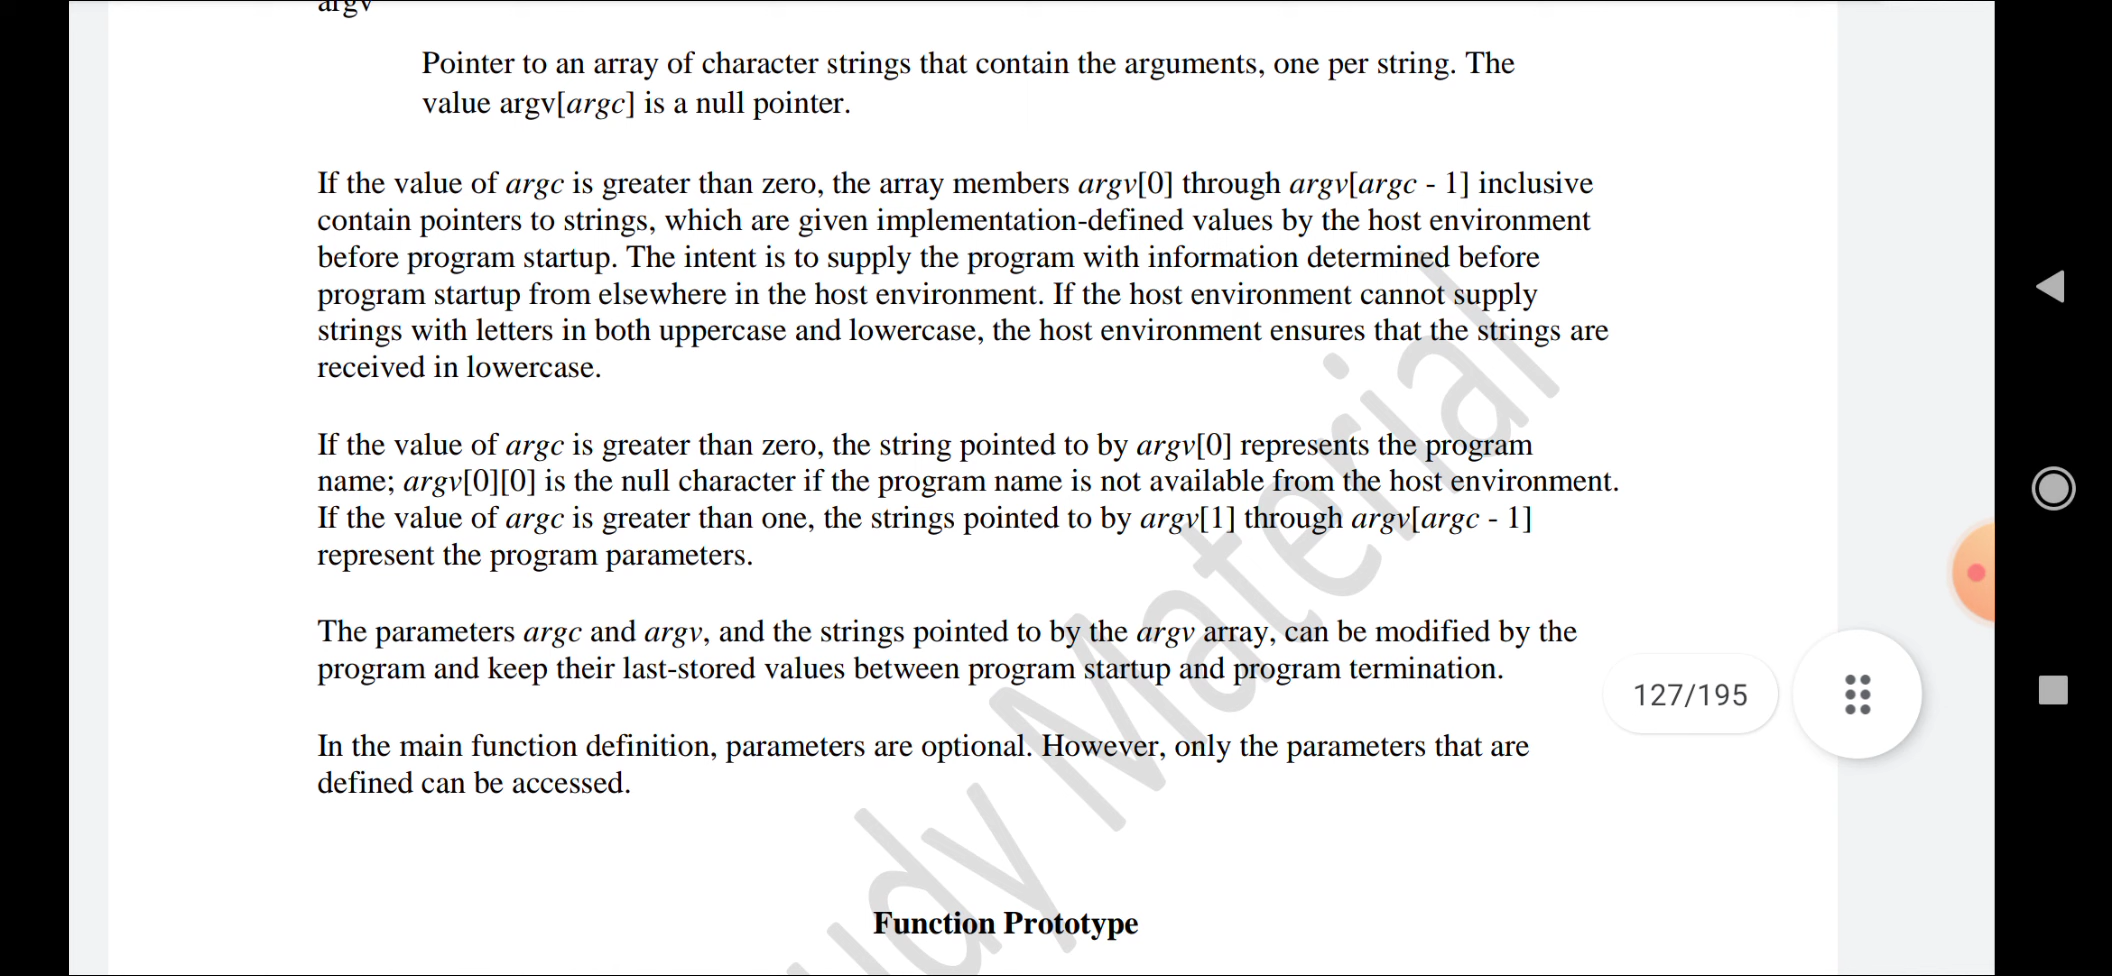 argv
Pointer to an array of character strings that contain the arguments, one per string. The
value argv[argc] is a null pointer.
If the value of argc is greater than zero, the array members argv[0] through argv[argc - 1] inclusive
contain pointers to strings, which are given implementation-defined values by the host environment
before program startup. The intent is to supply the program with information determined before
program startup from elsewhere in the host environment. If the host environment cannot supply
strings with letters in both uppercase and lowercase, the host environment ensures that the strings are
received in lowercase.
If the value of argc is greater than zero, the string pointed to by argv[0] represents the program
name; argv[0][0] is the null character if the program name is not available from the host environment.
If the value of argc is greater than one, the strings pointed to by argv[1] through argv[argc - 1]
represent the program parameters.
The parameters argc and argv, and the strings pointed to by the argv array, can be modified by the
program and keep their last-stored values between program startup and program termination.
127/195
In the main function definition, parameters are optional. However, only the parameters that are
defined can be accessed.
Function Prototype
udy Material